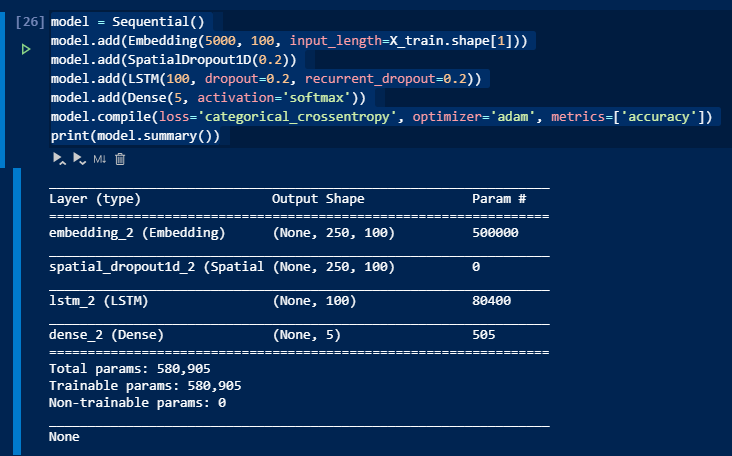 [26] model = Sequential()
model.add(Embedding(5000, 100, input_length=X_train.shape[1]))
model.add(SpatialDropout1D(0.2))
model.add(LSTM(100, dropout=0.2, recurrent_dropout=0.2))
model.add(Dense(5, activation='softmax'))
model.compile(loss='categorical_crossentropy', optimizer='adam', metrics=['accuracy'])
print(model.summary())
M↓
_________________________________________________________________
Layer (type) Output Shape Param #
=================================================================
embedding_2 (Embedding) (None, 250, 100) 500000
_________________________________________________________________
spatial_dropout1d_2 (Spatial (None, 250, 100) 0
_________________________________________________________________
lstm_2 (LSTM) (None, 100) 80400
_________________________________________________________________
dense_2 (Dense) (None, 5) 505
=================================================================
Total params: 580,905
Trainable params: 580,905
Non-trainable params: 0
_________________________________________________________________
None